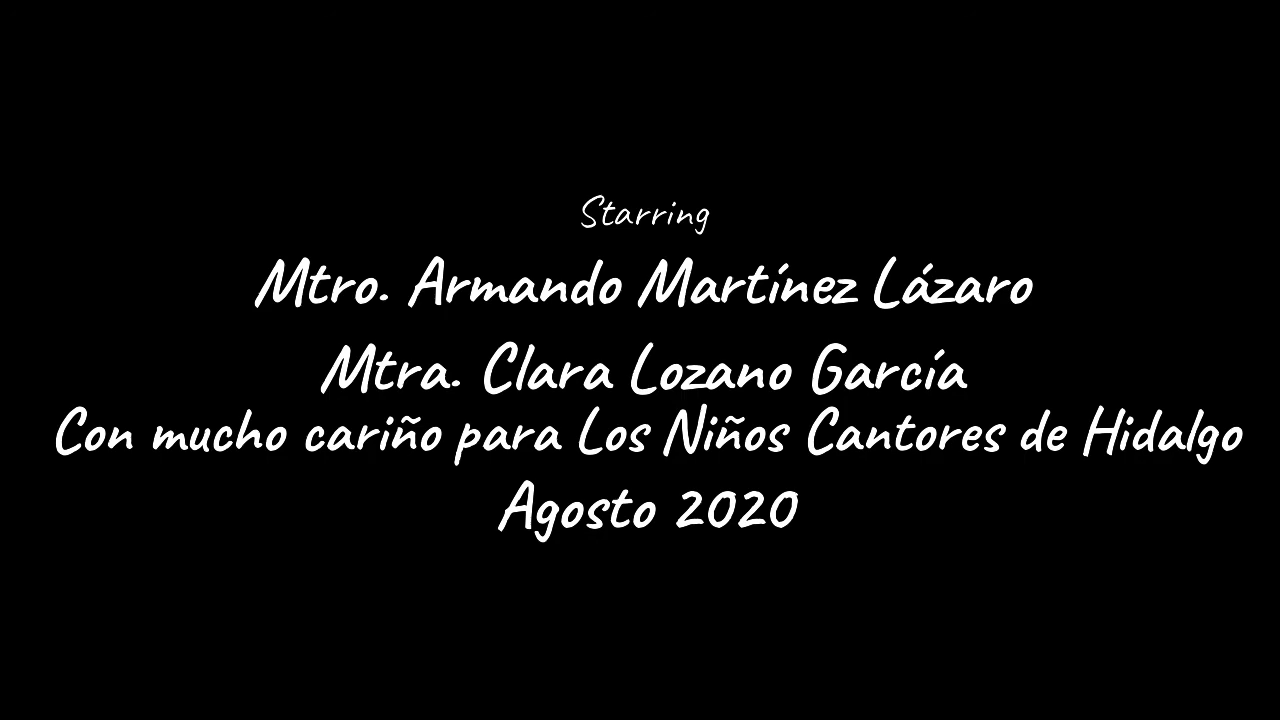 Starring
Mtro. Armando Martínez Lázaro
Mtra. Clara Lozano García
Con mucho cariño para Los Niños Cantores de Hidalgo
Agosto 2020